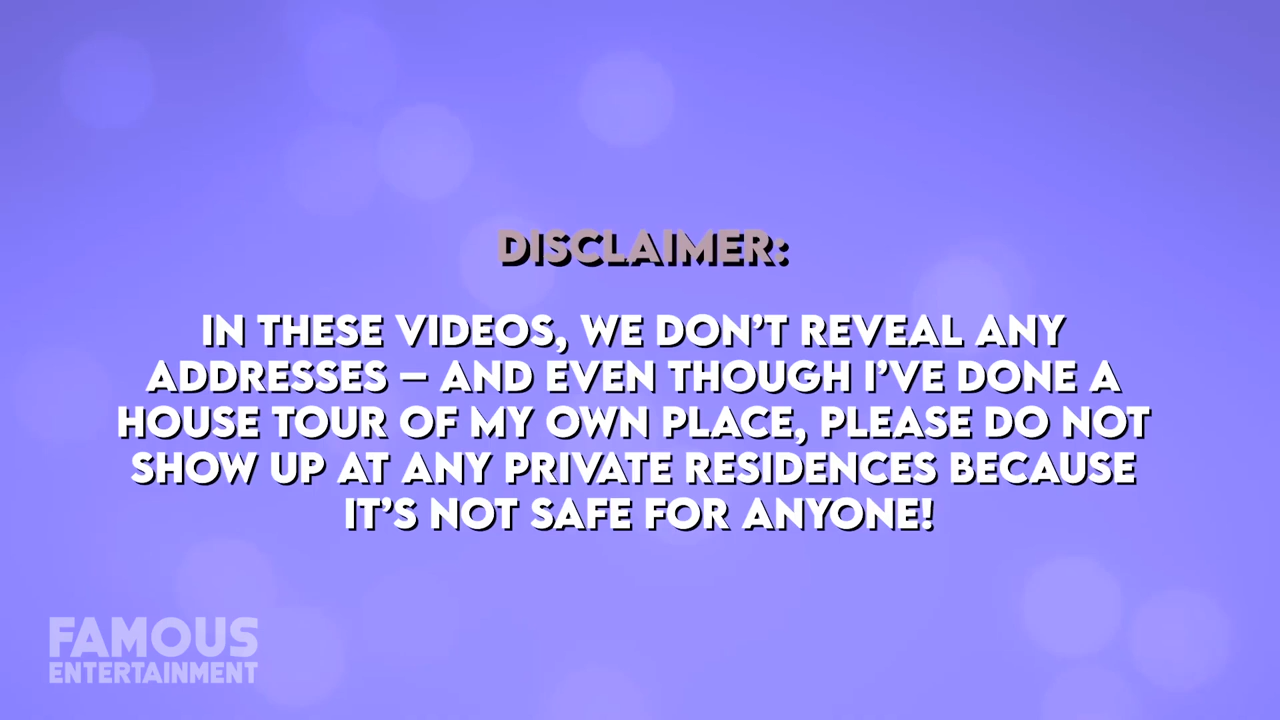 DISCLAIMER:
IN THESE VIDEOS, WE DON’T REVEAL ANY
ADDRESSES – AND EVEN THOUGH I’VE DONE A
HOUSE TOUR OF MY OWN PLACE, PLEASE DO NOT
SHOW UP AT ANY PRIVATE RESIDENCES BECAUSE
IT’S NOT SAFE FOR ANYONE!
FAMOUS
ENTERTAINMENT